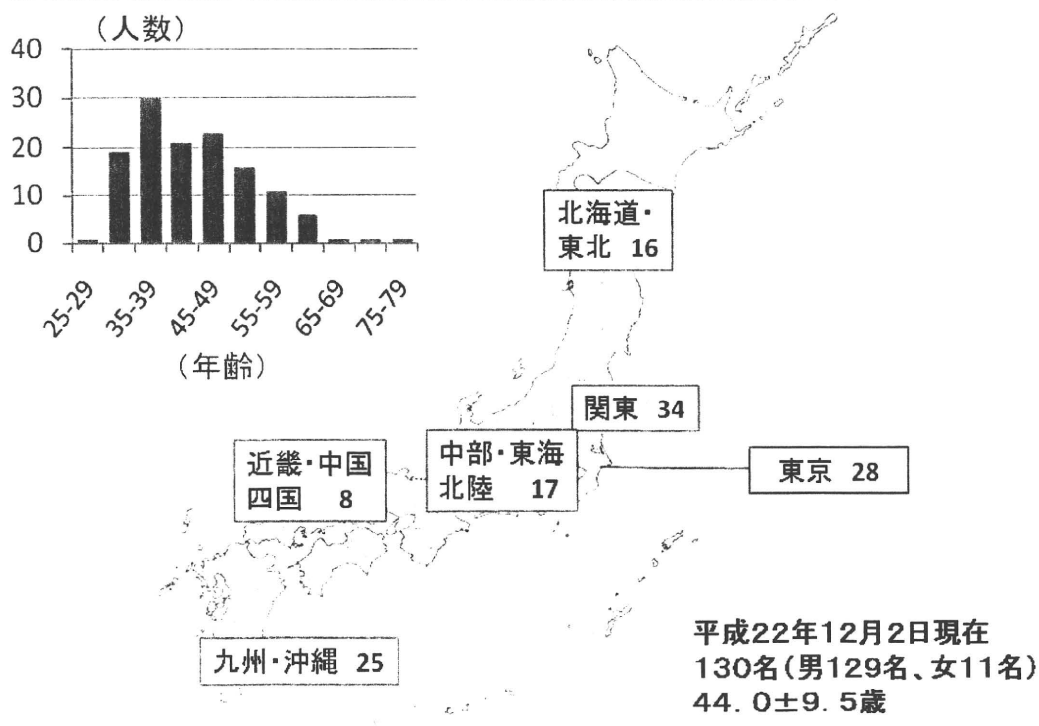 (人数)
40
30
20
10
0
25-29
35-39
45-49
55-59
65-69
75-79
(年齢)
北海道・
東北 16
関東 34
中部・東海
北陸 17
近畿・中国
四国 8
東京 28
九州・沖縄 25
平成22年12月2日現在
130名(男129名、女11名)
44.0±9.5歳